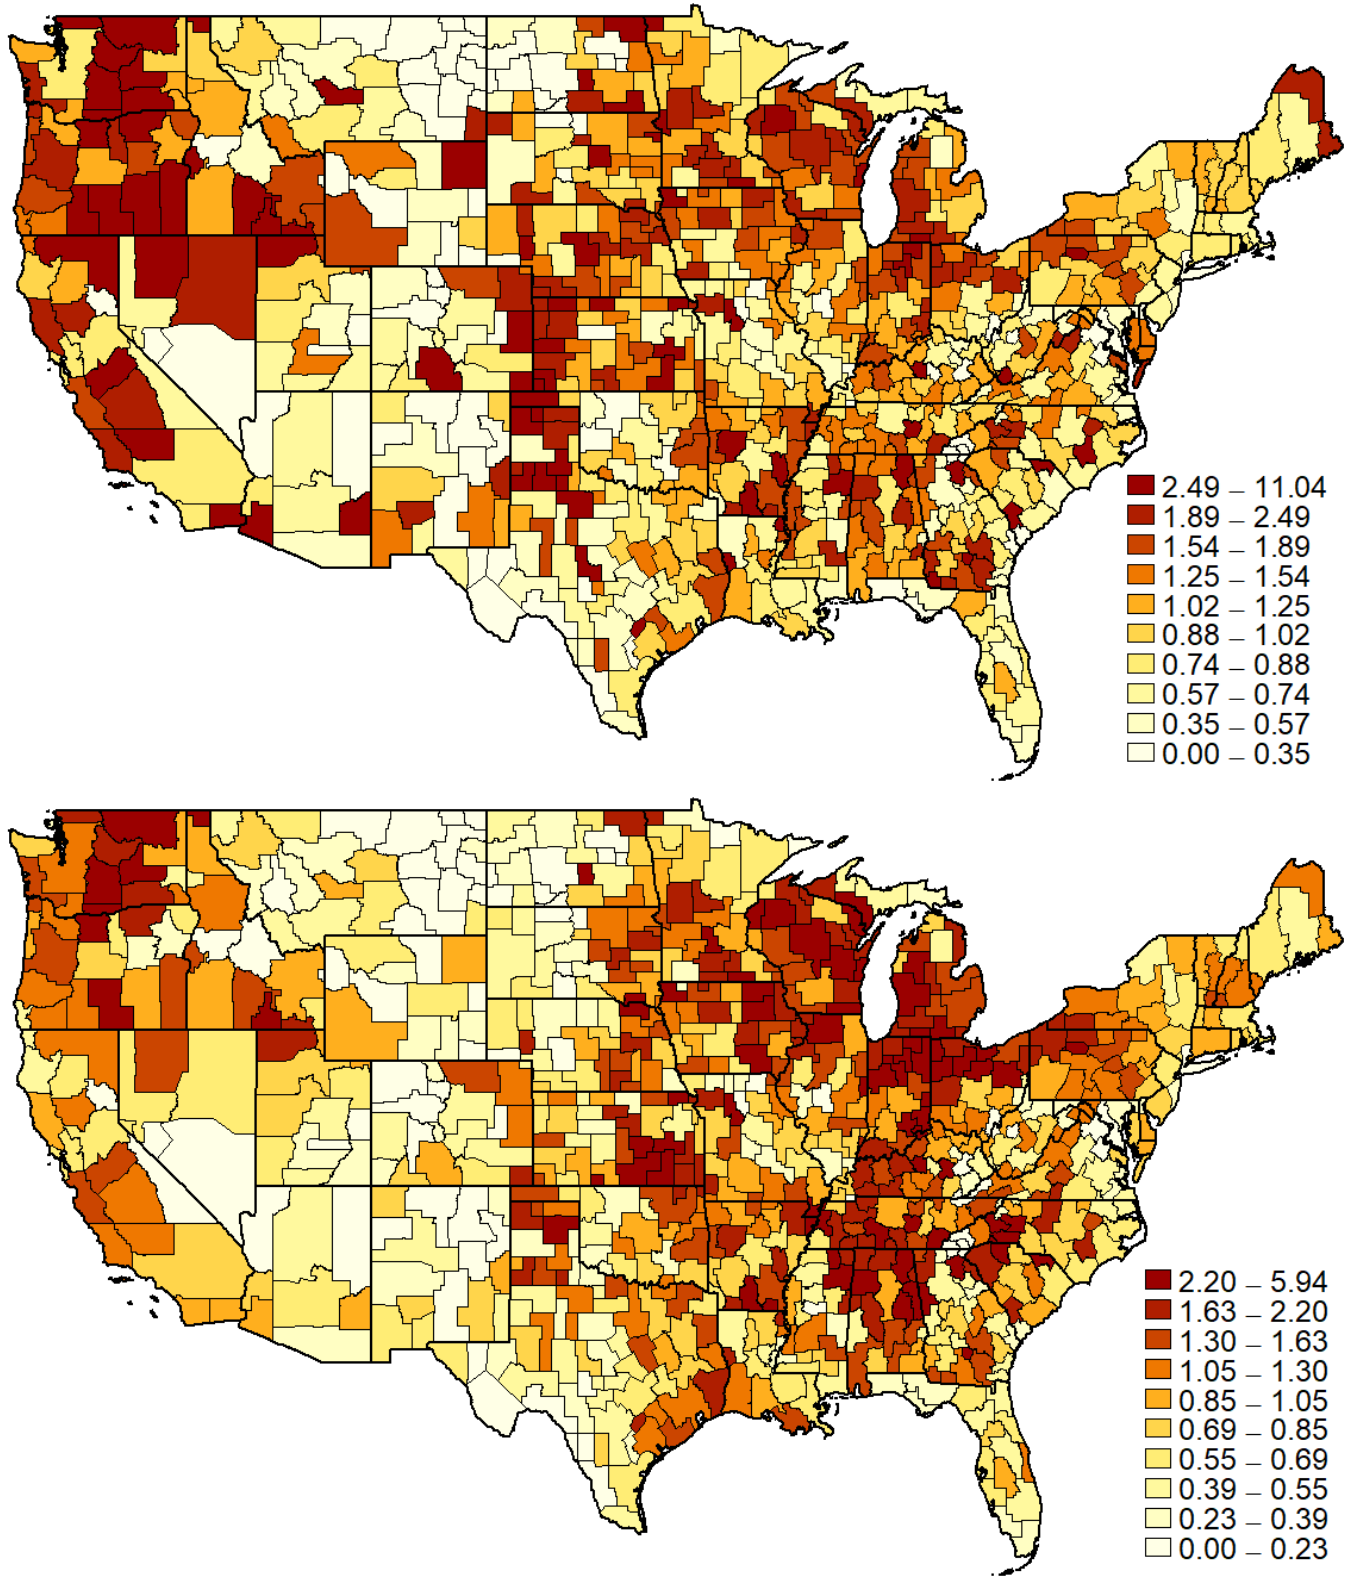 2.49 – 11.04
1.89 – 2.49
1.54 – 1.89
1.25 – 1.54
1.02 – 1.25
0.88 – 1.02
0.74 – 0.88
0.57 – 0.74
0.35 – 0.57
0.00 – 0.35
2.20 – 5.94
1.63 – 2.20
1.30 – 1.63
1.05 – 1.30
0.85 – 1.05
0.69 – 0.85
0.55 – 0.69
0.39 – 0.55
0.23 – 0.39
0.00 – 0.23